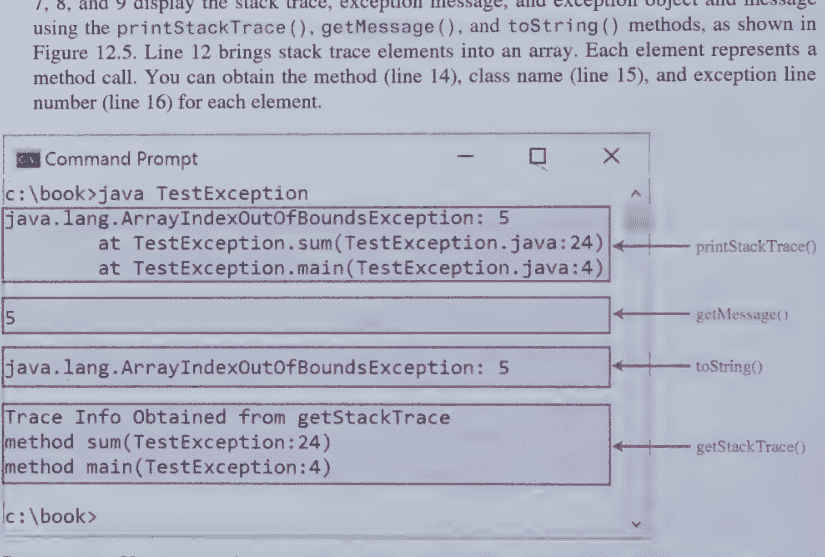 7, 8, and 9 display the stack trace, exception message, and exception object and message
using the printStackTrace(), getMessage(), and toString() methods, as shown in
Figure 12.5. Line 12 brings stack trace elements into an array. Each element represents a
method call. You can obtain the method (line 14), class name (line 15), and exception line
number (line 16) for each element.
Command Prompt
c:\book>java TestException
java.lang.ArrayIndexOutOfBoundsException: 5
at TestException.sum(TestException.java:24)
at TestException.main(TestException.java:4)
printStackTrace()
5
getMessage()
java.lang.ArrayIndexOutOfBoundsException: 5
toString()
Trace Info Obtained from getStackTrace
method sum(TestException:24)
method main(TestException:4)
getStackTrace()
c:\book>